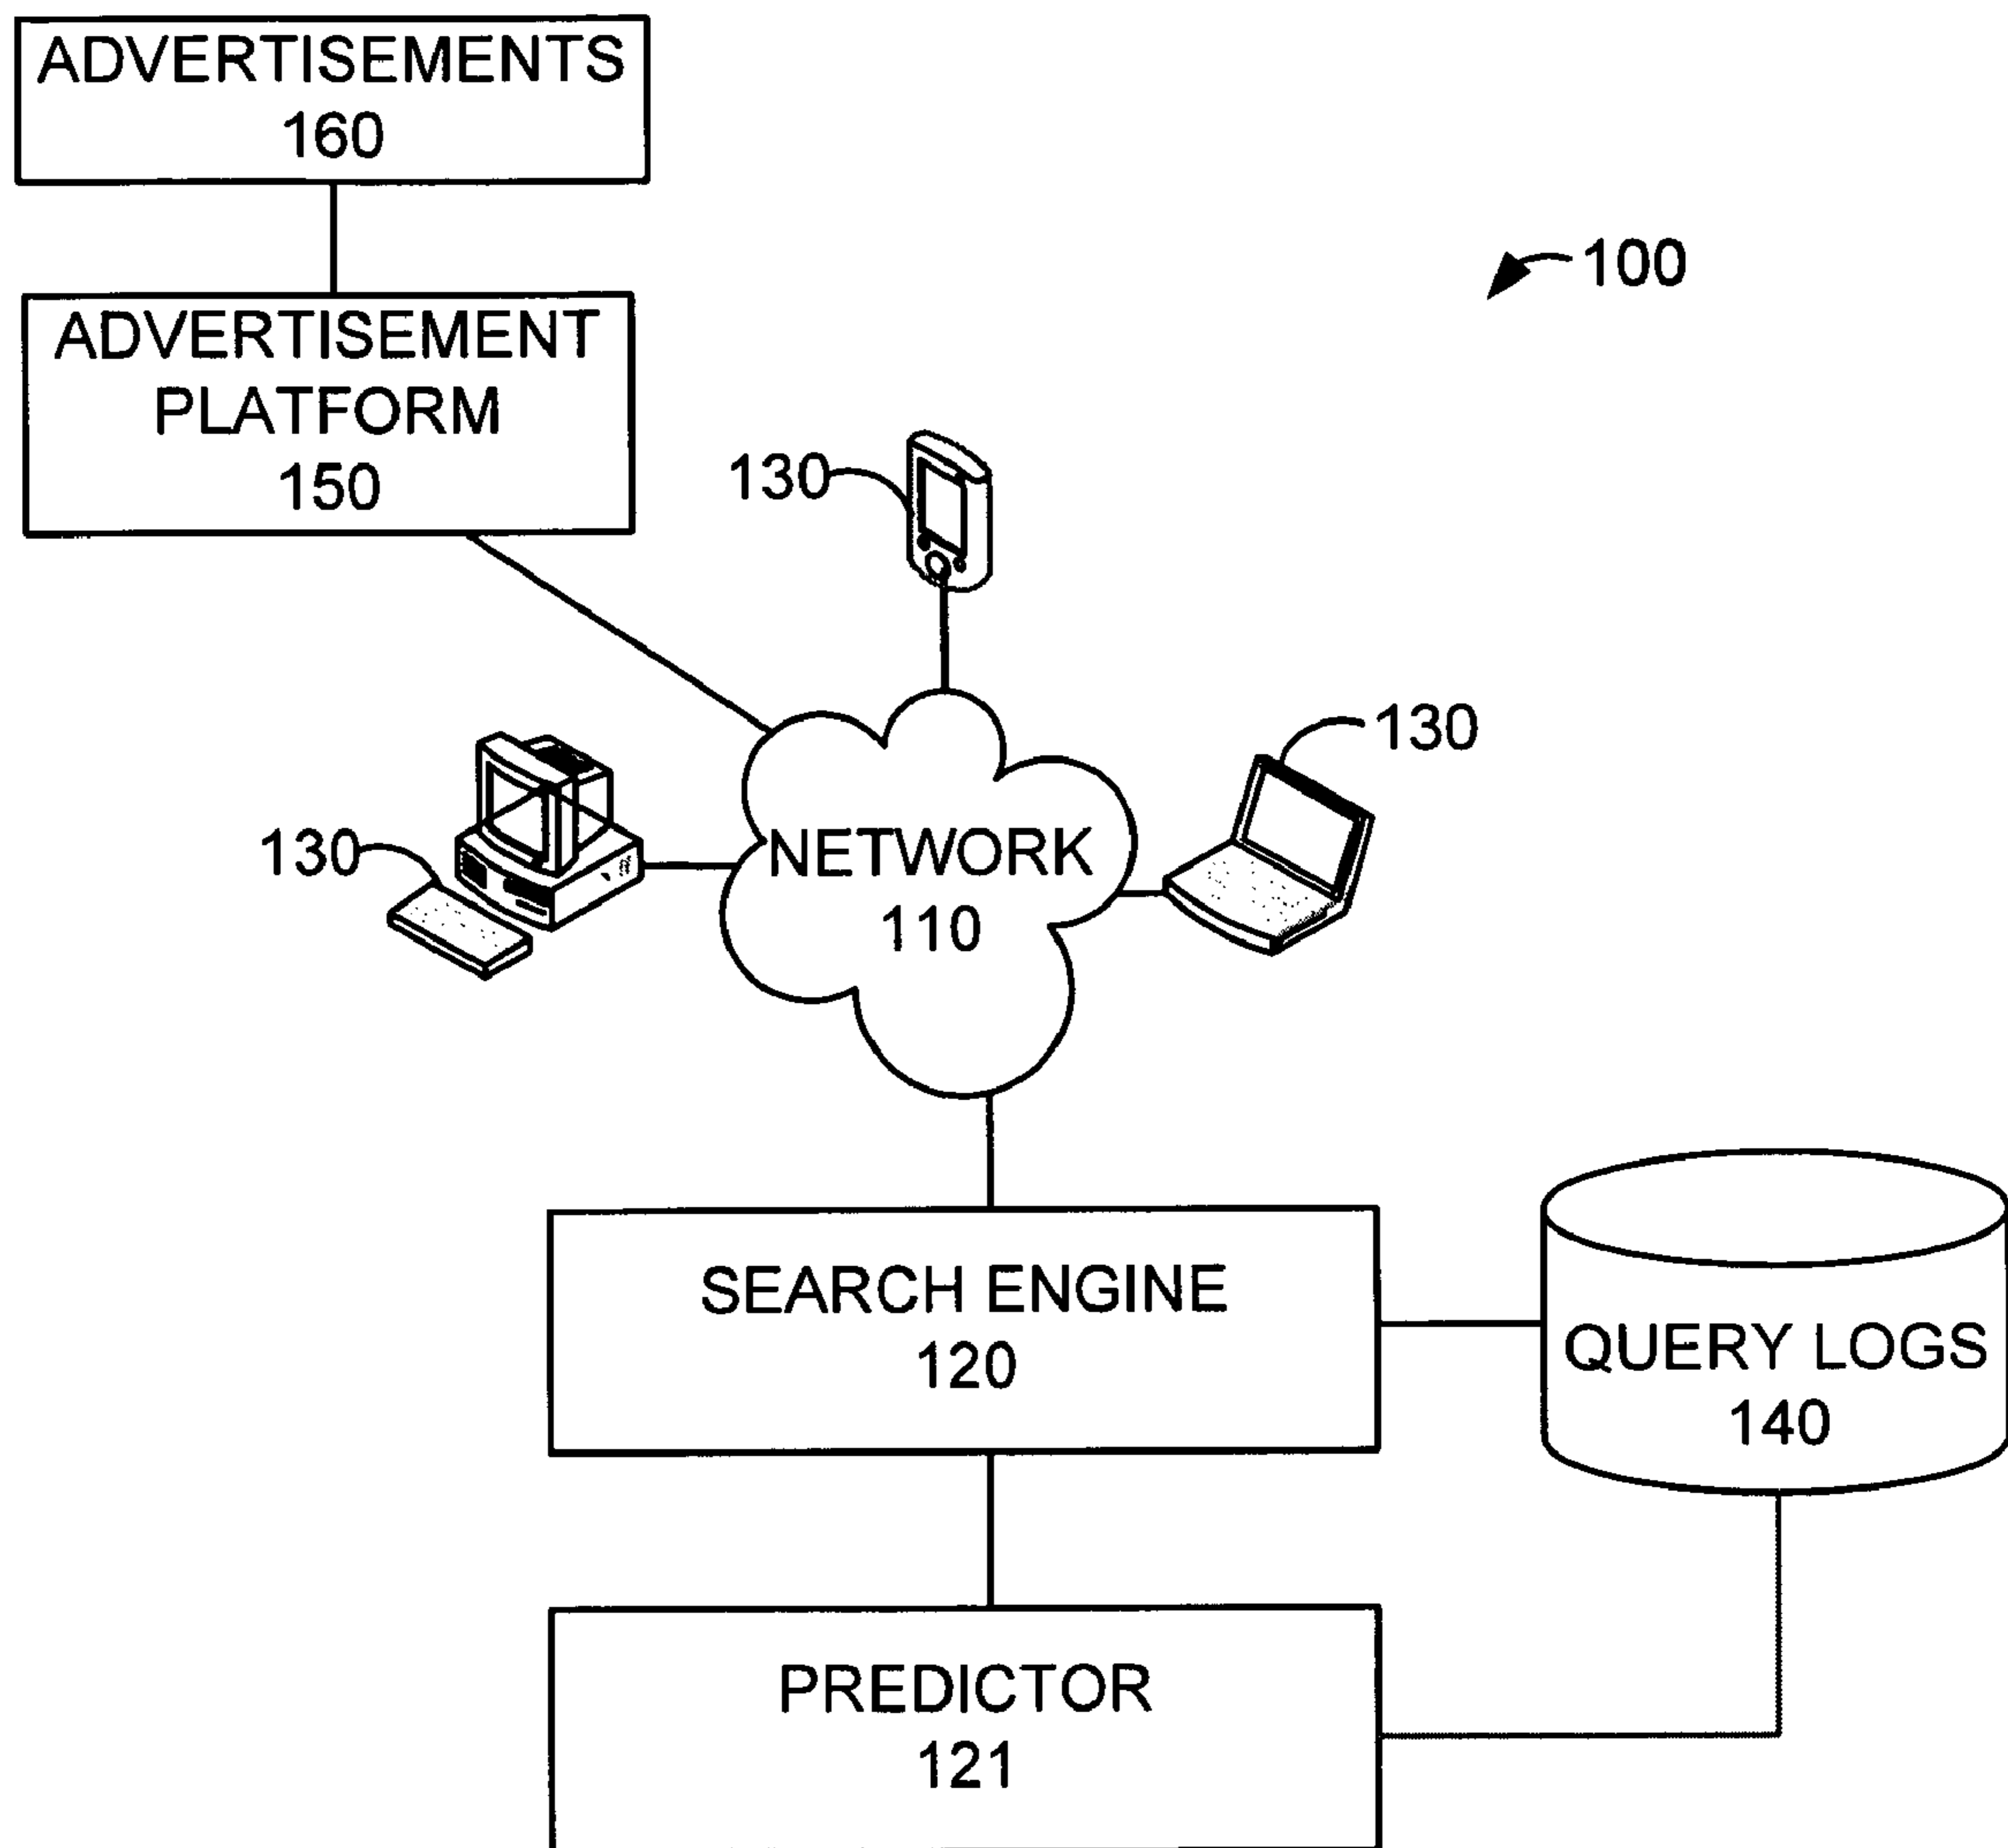 ADVERTISEMENTS
160
100
ADVERTISEMENT
PLATFORM
150
130
130
130
NETWORK
110
SEARCH ENGINE
120
QUERY LOGS
140
PREDICTOR
121